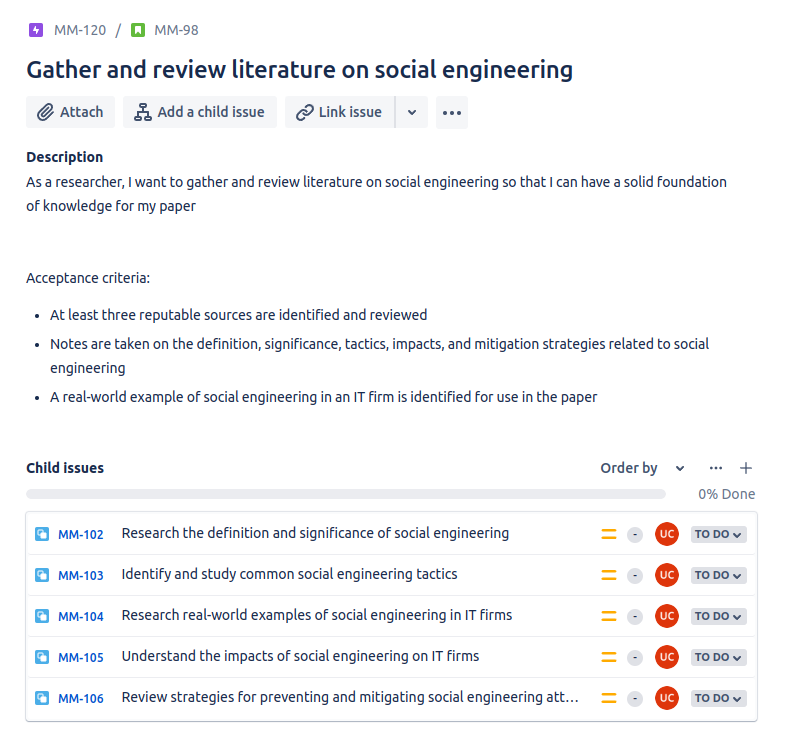 MM-120 / MM-98
Gather and review literature on social engineering
Attach Add a child issue Link issue
Description
As a researcher, I want to gather and review literature on social engineering so that I can have a solid foundation
of knowledge for my paper
Acceptance criteria:
• At least three reputable sources are identified and reviewed
• Notes are taken on the definition, significance, tactics, impacts, and mitigation strategies related to social
engineering
• A real-world example of social engineering in an IT firm is identified for use in the paper
Child issues Order by
0% Done
MM-102 Research the definition and significance of social engineering - UC TO DO
MM-103 Identify and study common social engineering tactics - UC TO DO
MM-104 Research real-world examples of social engineering in IT firms - UC TO DO
MM-105 Understand the impacts of social engineering on IT firms - UC TO DO
MM-106 Review strategies for preventing and mitigating social engineering att... - UC TO DO